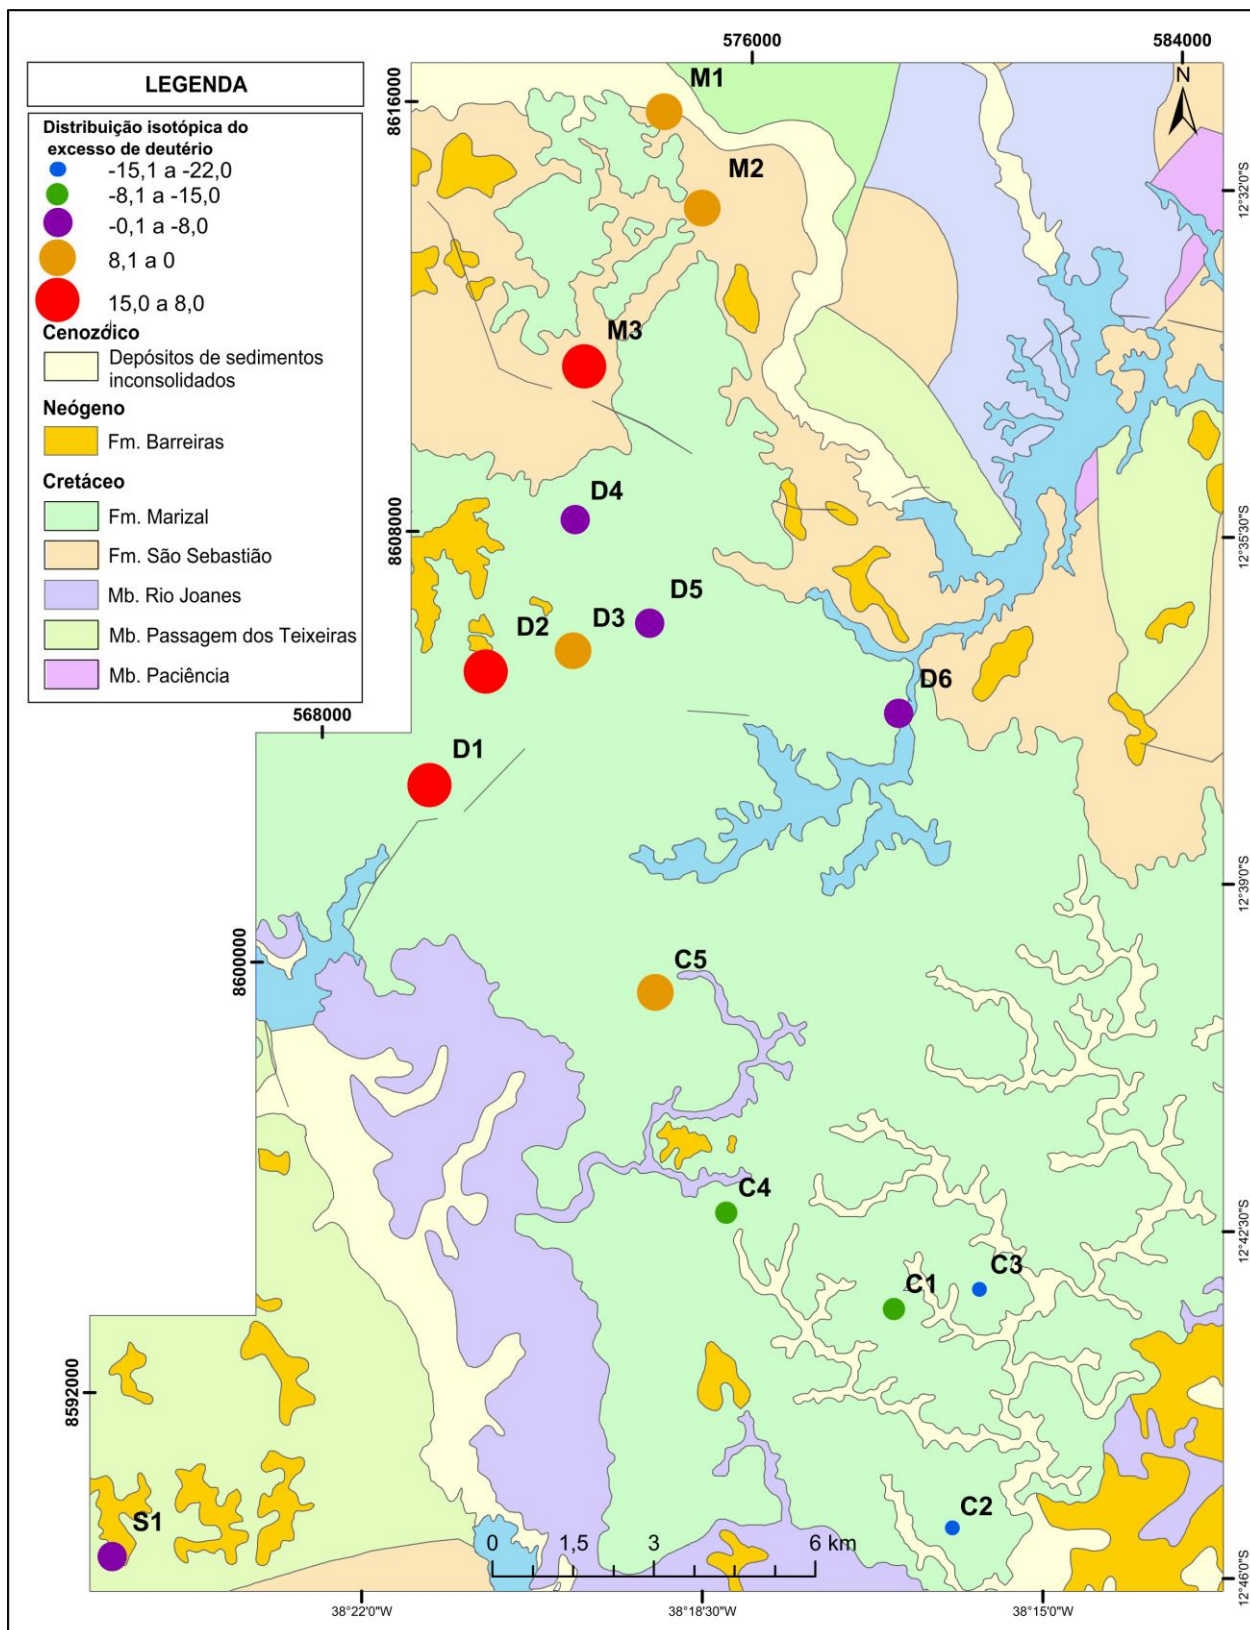 576000
584000
LEGENDA
Distribuição isotópica do
excesso de deutério
-15,1 a -22,0
-8,1 a -15,0
-0,1 a -8,0
8,1 a 0
15,0 a 8,0
Cenozóico
Depósitos de sedimentos
inconsolidados
Neógeno
Fm. Barreiras
Cretáceo
Fm. Marizal
Fm. São Sebastião
Mb. Rio Joanes
Mb. Passagem dos Teixeiras
Mb. Paciência
N
8616000
M1
M2
12°32'0"S
M3
D4
8608000
12°35'30"S
D5
D3
D2
D6
568000
D1
12°39'0"S
8600000
C5
C4
12°42'30"S
C3
C1
8592000
C2
S1
0 1,5 3 6 km
12°46'0"S
38°22'0"W
38°18'30"W
38°15'0"W